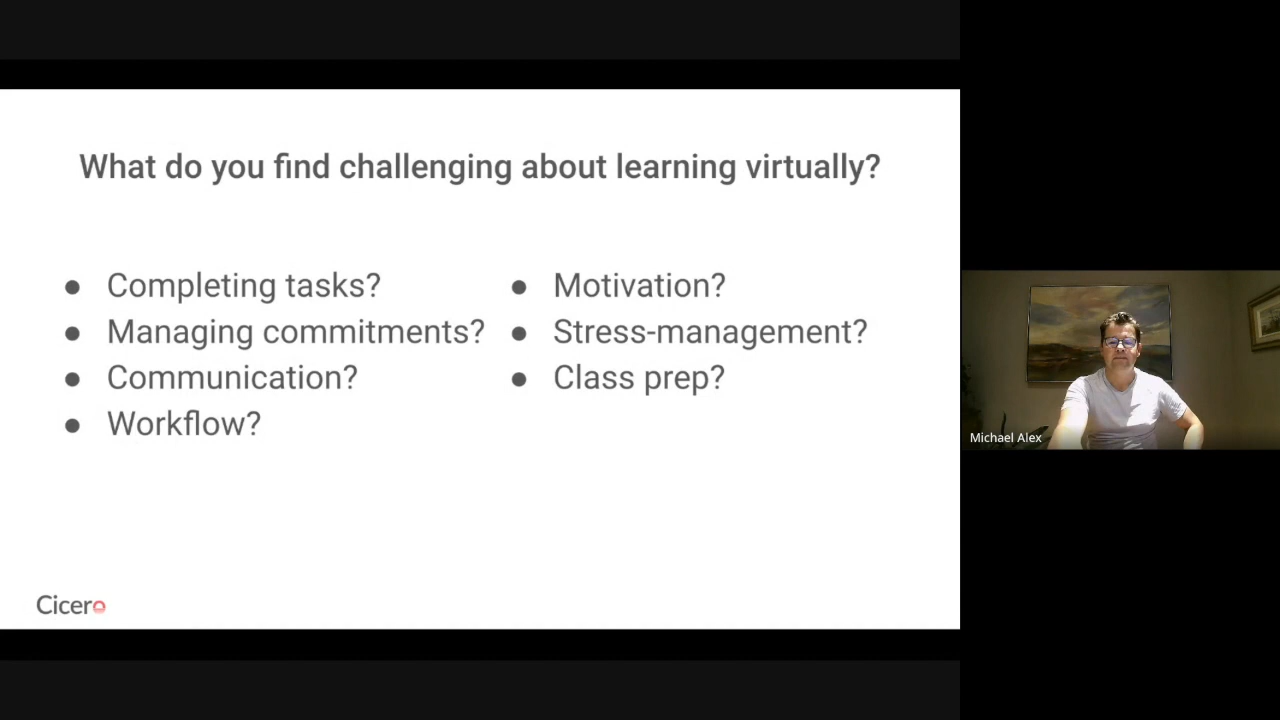 What do you find challenging about learning virtually?
● Completing tasks?
● Managing commitments?
● Communication?
● Workflow?
● Motivation?
● Stress-management?
● Class prep?
Cicero
Michael Alex